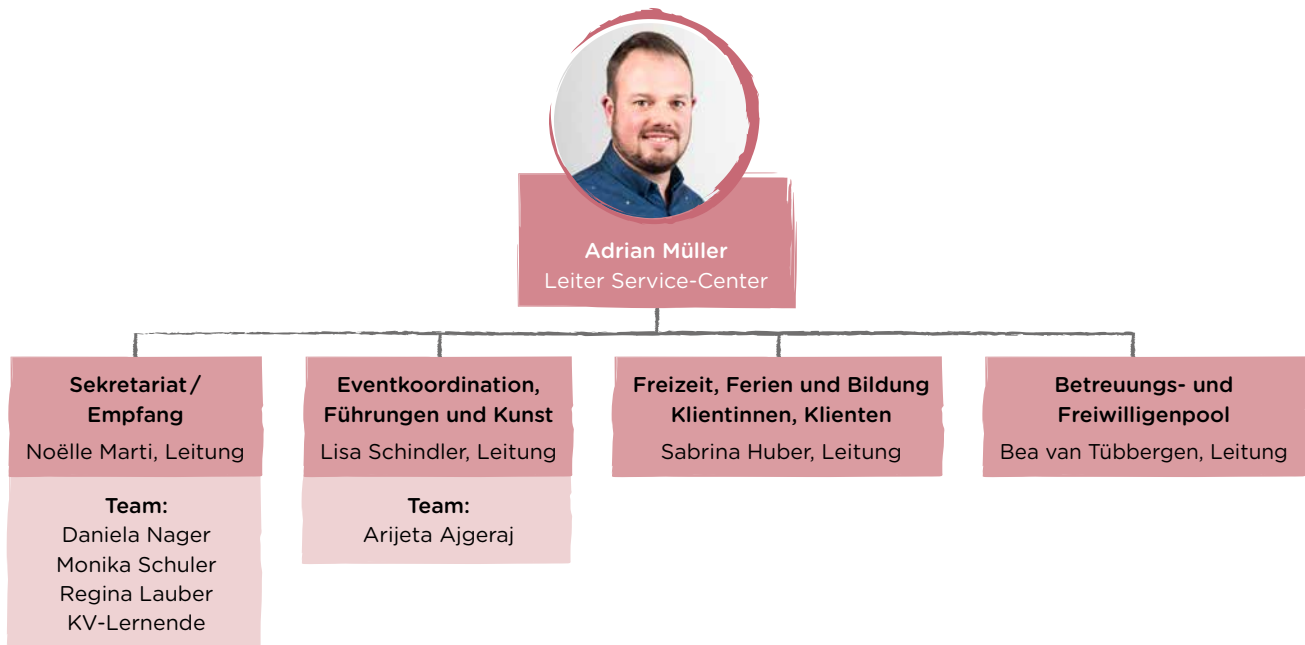 Adrian Müller
Leiter Service-Center
Sekretariat/
Empfang
Noëlle Marti, Leitung
Team:
Daniela Nager
Monika Schuler
Regina Lauber
KV-Lernende
Eventkoordination,
Führungen und Kunst
Lisa Schindler, Leitung
Team:
Arijeta Ajgeraj
Freizeit, Ferien und Bildung
Klientinnen, Klienten
Sabrina Huber, Leitung
Betreuungs- und
Freiwilligenpool
Bea van Tübbergen, Leitung